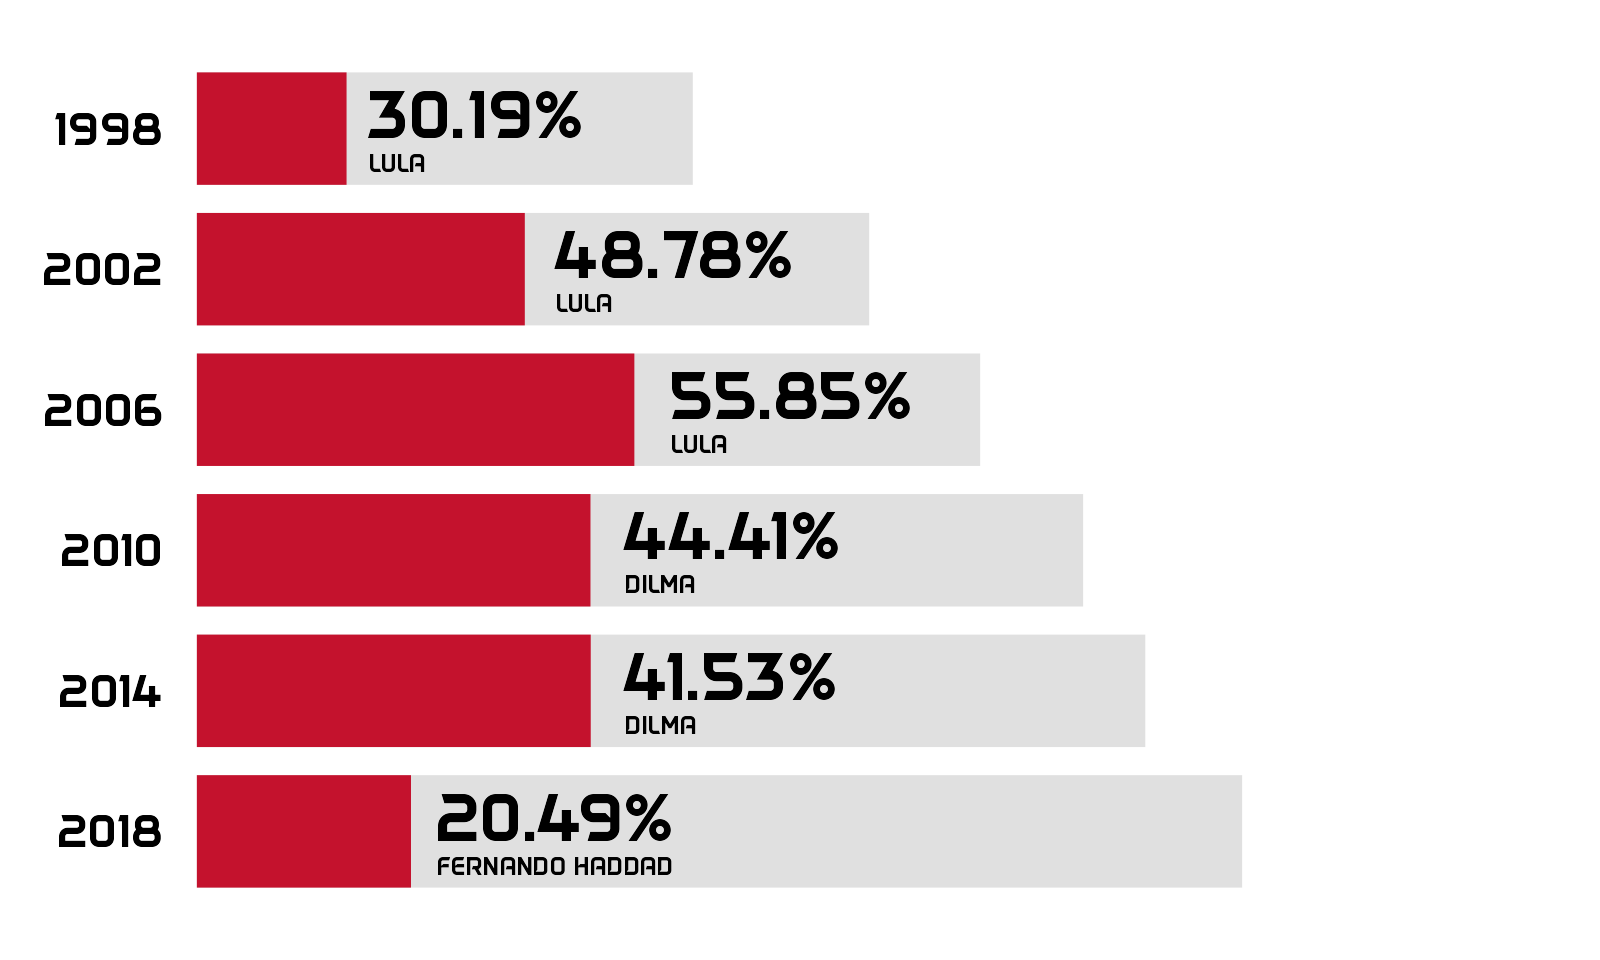 1998
30.19%
LULA
2002
48.78%
LULA
2006
55.85%
LULA
2010
44.41%
DILMA
2014
41.53%
DILMA
2018
20.49%
FERNANDO HADDAD